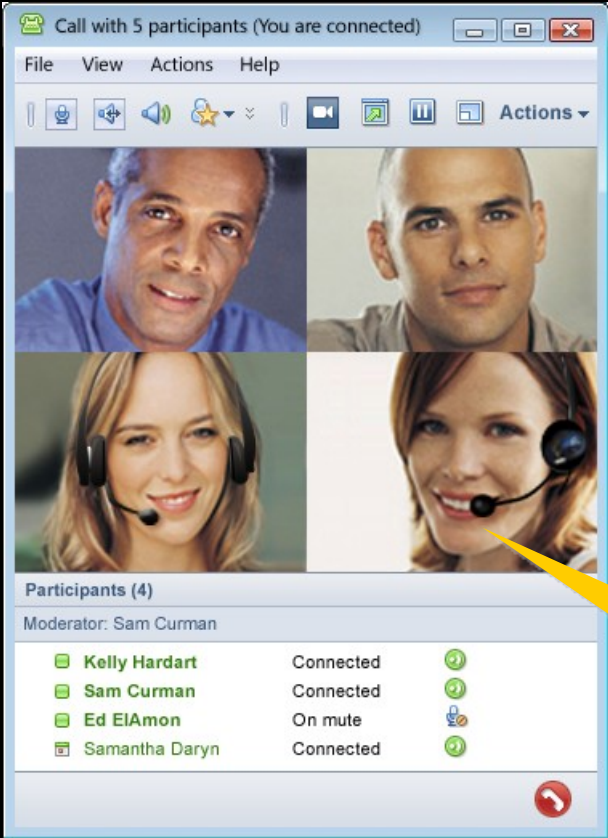 Call with 5 participants (You are connected)
File View Actions Help
Actions
Participants (4)
Moderator: Sam Curman
Kelly Hardart Connected
Sam Curman Connected
Ed ElAmon On mute
Samantha Daryn Connected